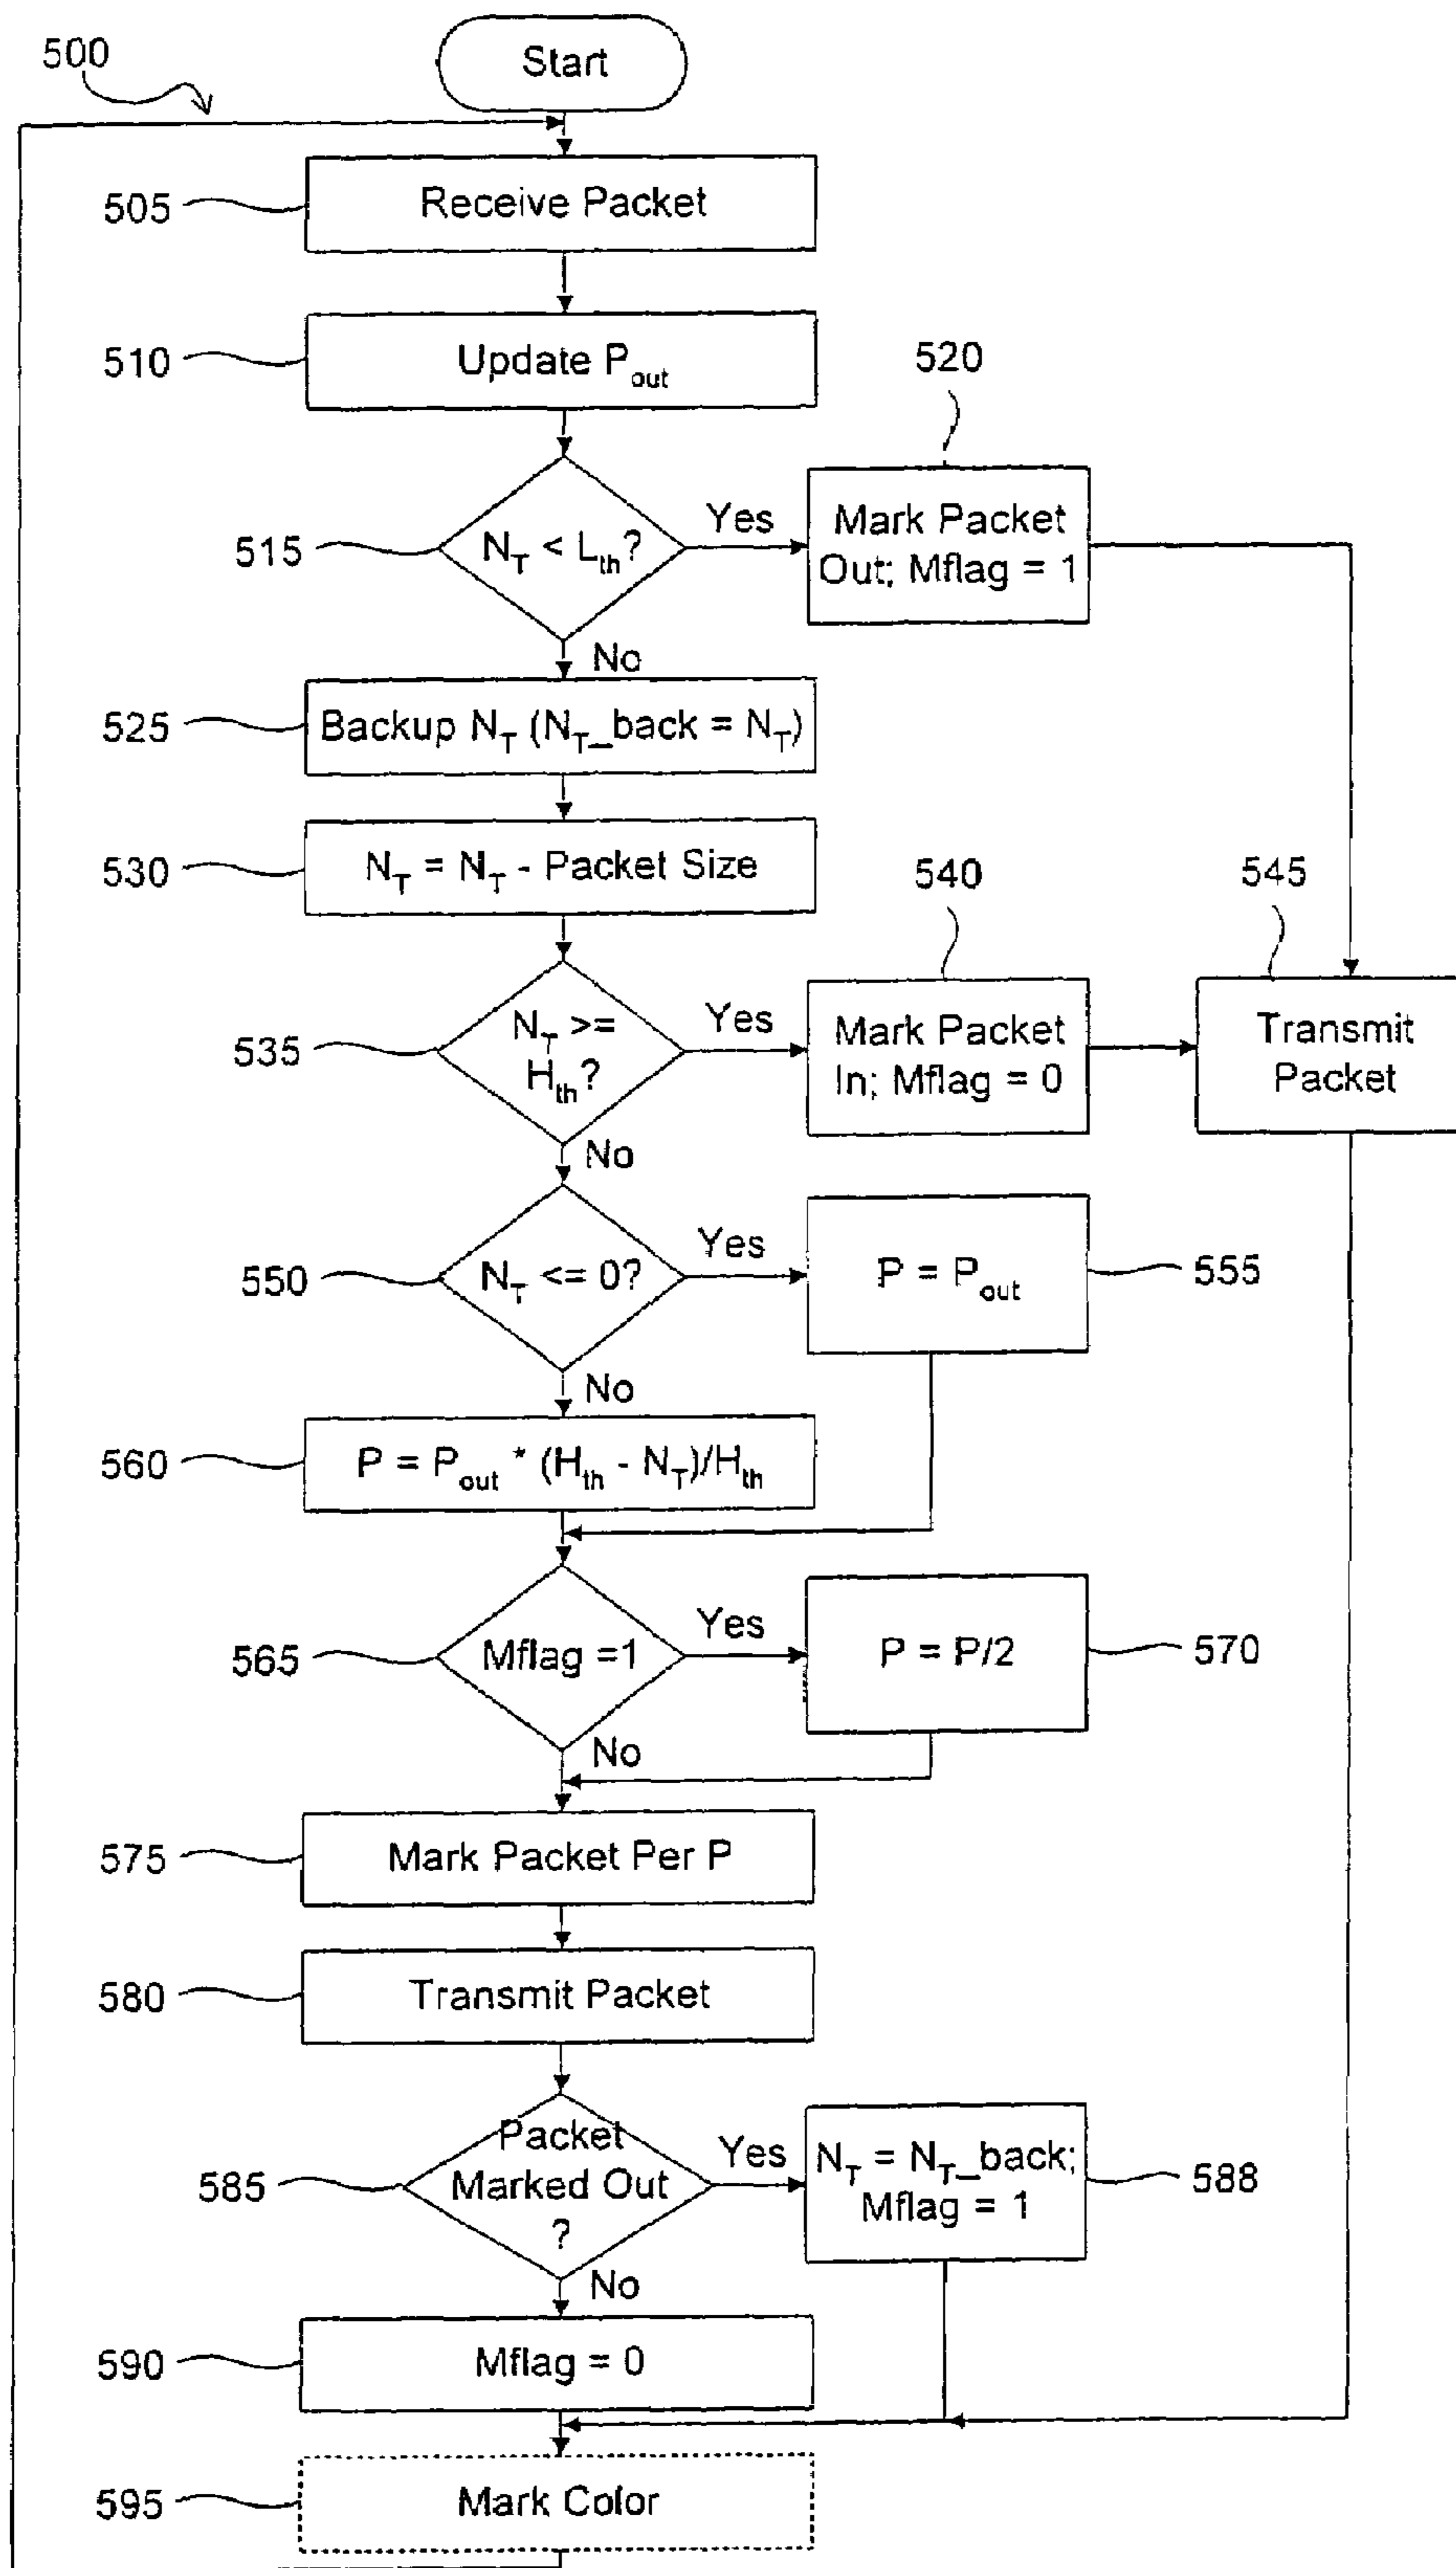 500
Start
505
Receive Packet
510
Update P_out
520
515
N_T < L_th?
Yes
Mark Packet
Out; Mflag = 1
No
525
Backup N_T (N_T_back = N_T)
530
N_T = N_T - Packet Size
540
545
535
N_T >=
H_th?
Yes
Mark Packet
In; Mflag = 0
Transmit
Packet
No
550
N_T <= 0?
Yes
P = P_out
555
No
560
P = P_out * (H_th - N_T)/H_th
565
Mflag =1
Yes
P = P/2
570
No
575
Mark Packet Per P
580
Transmit Packet
585
Packet
Marked Out
?
Yes
N_T = N_T_back;
Mflag = 1
588
No
590
Mflag = 0
595
Mark Color